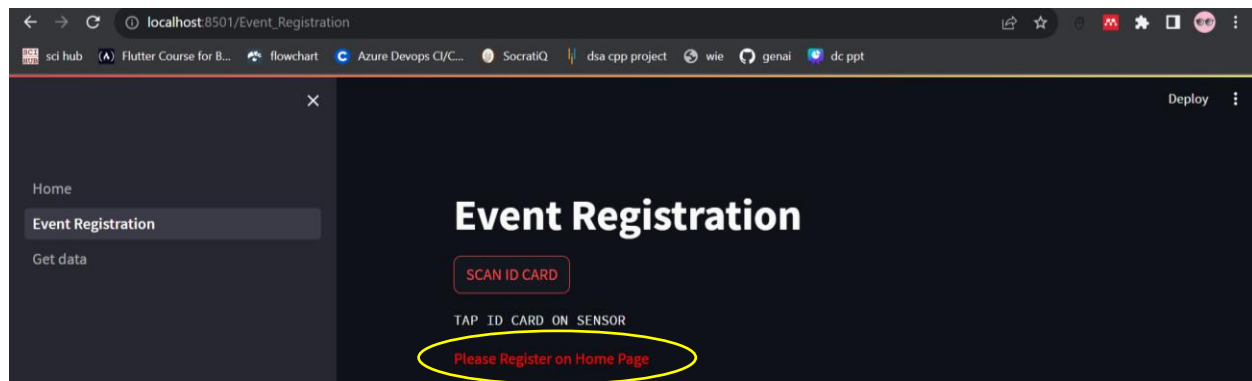 localhost:8501/Event_Registration
SCI HUB sci hub Flutter Course for B... flowchart Azure Devops CI/C... SocratiQ dsa cpp project wie genai dc ppt
Deploy
Home
Event Registration
Get data
Event Registration
SCAN ID CARD
TAP ID CARD ON SENSOR
Please Register on Home Page